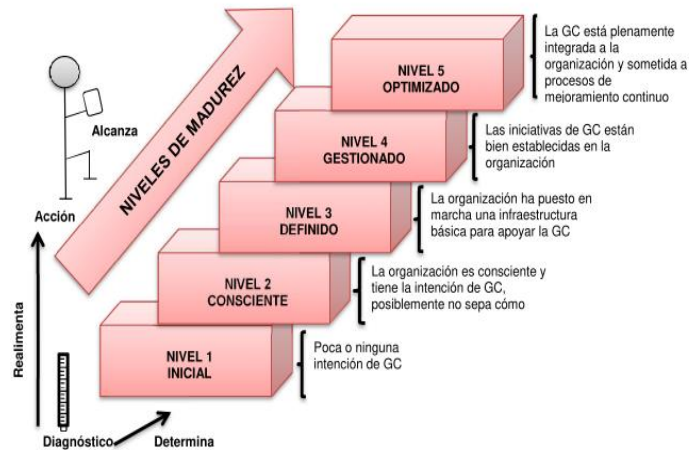 NIVELES DE MADUREZ
NIVEL 5
OPTIMIZADO
La GC está plenamente
integrada a la
organización y sometida a
procesos de
mejoramiento continuo
NIVEL 4
GESTIONADO
Las iniciativas de GC están
bien establecidas en la
organización
NIVEL 3
DEFINIDO
La organización ha puesto en
marcha una infraestructura
básica para apoyar la GC
NIVEL 2
CONSCIENTE
La organización es consciente y
tiene la intención de GC,
posiblemente no sepa cómo
NIVEL 1
INICIAL
Poca o ninguna
intención de GC
Alcanza
Acción
Realimenta
Diagnóstico
Determina